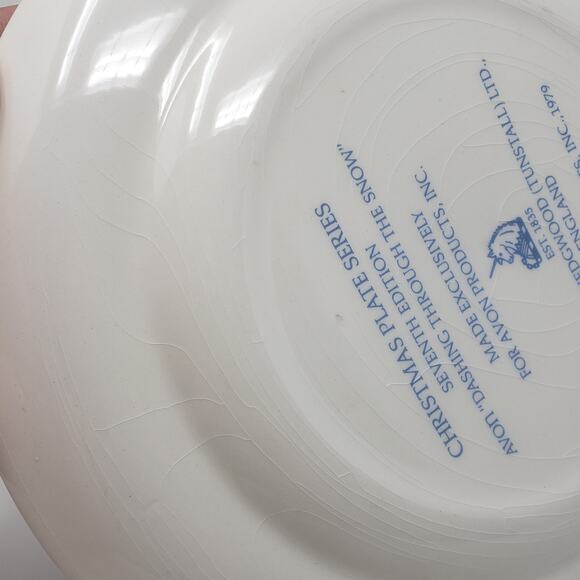 CHRISTMAS PLATE SERIES
SEVENTH EDITION
AVON "DASHING THROUGH THE SNOW"
MADE EXCLUSIVELY
FOR AVON PRODUCTS, INC.
EST. 1835
(TUNSTALL) LTD.,
ENGLAND
INC., 1979